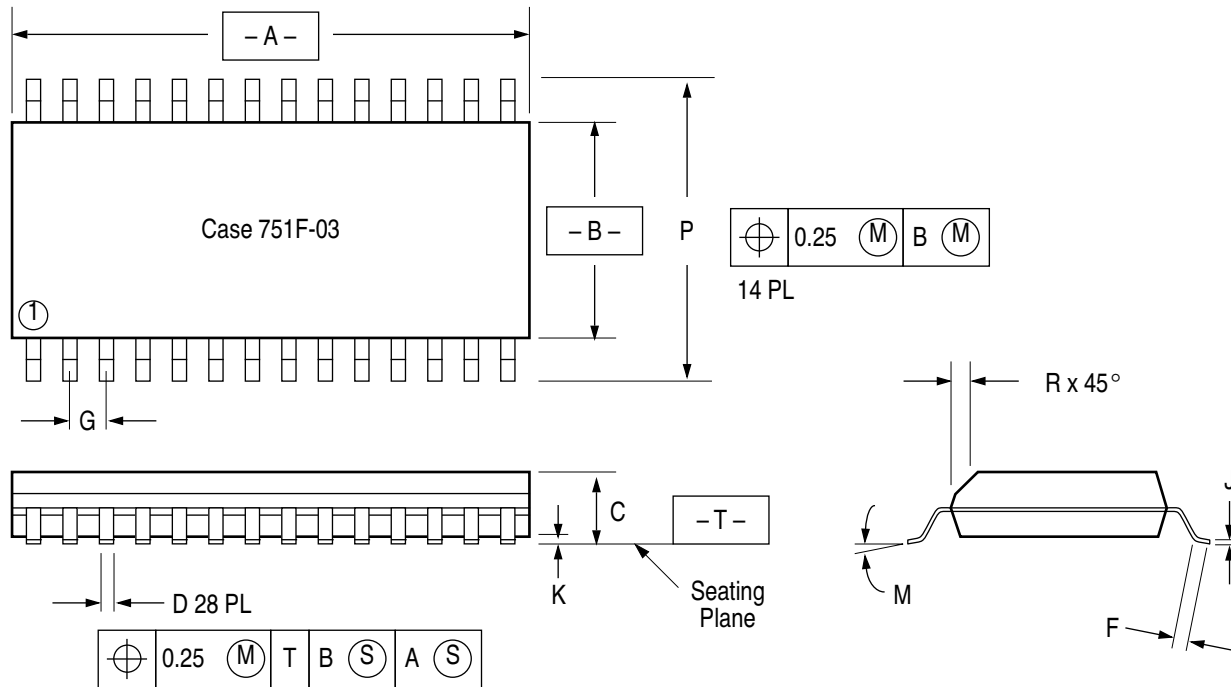 – A –
Case 751F-03
1
– B –
P
0.25 M B M
14 PL
G
R x 45°
C
– T –
J
K
Seating
Plane
M
D 28 PL
F
0.25 M T B S A S